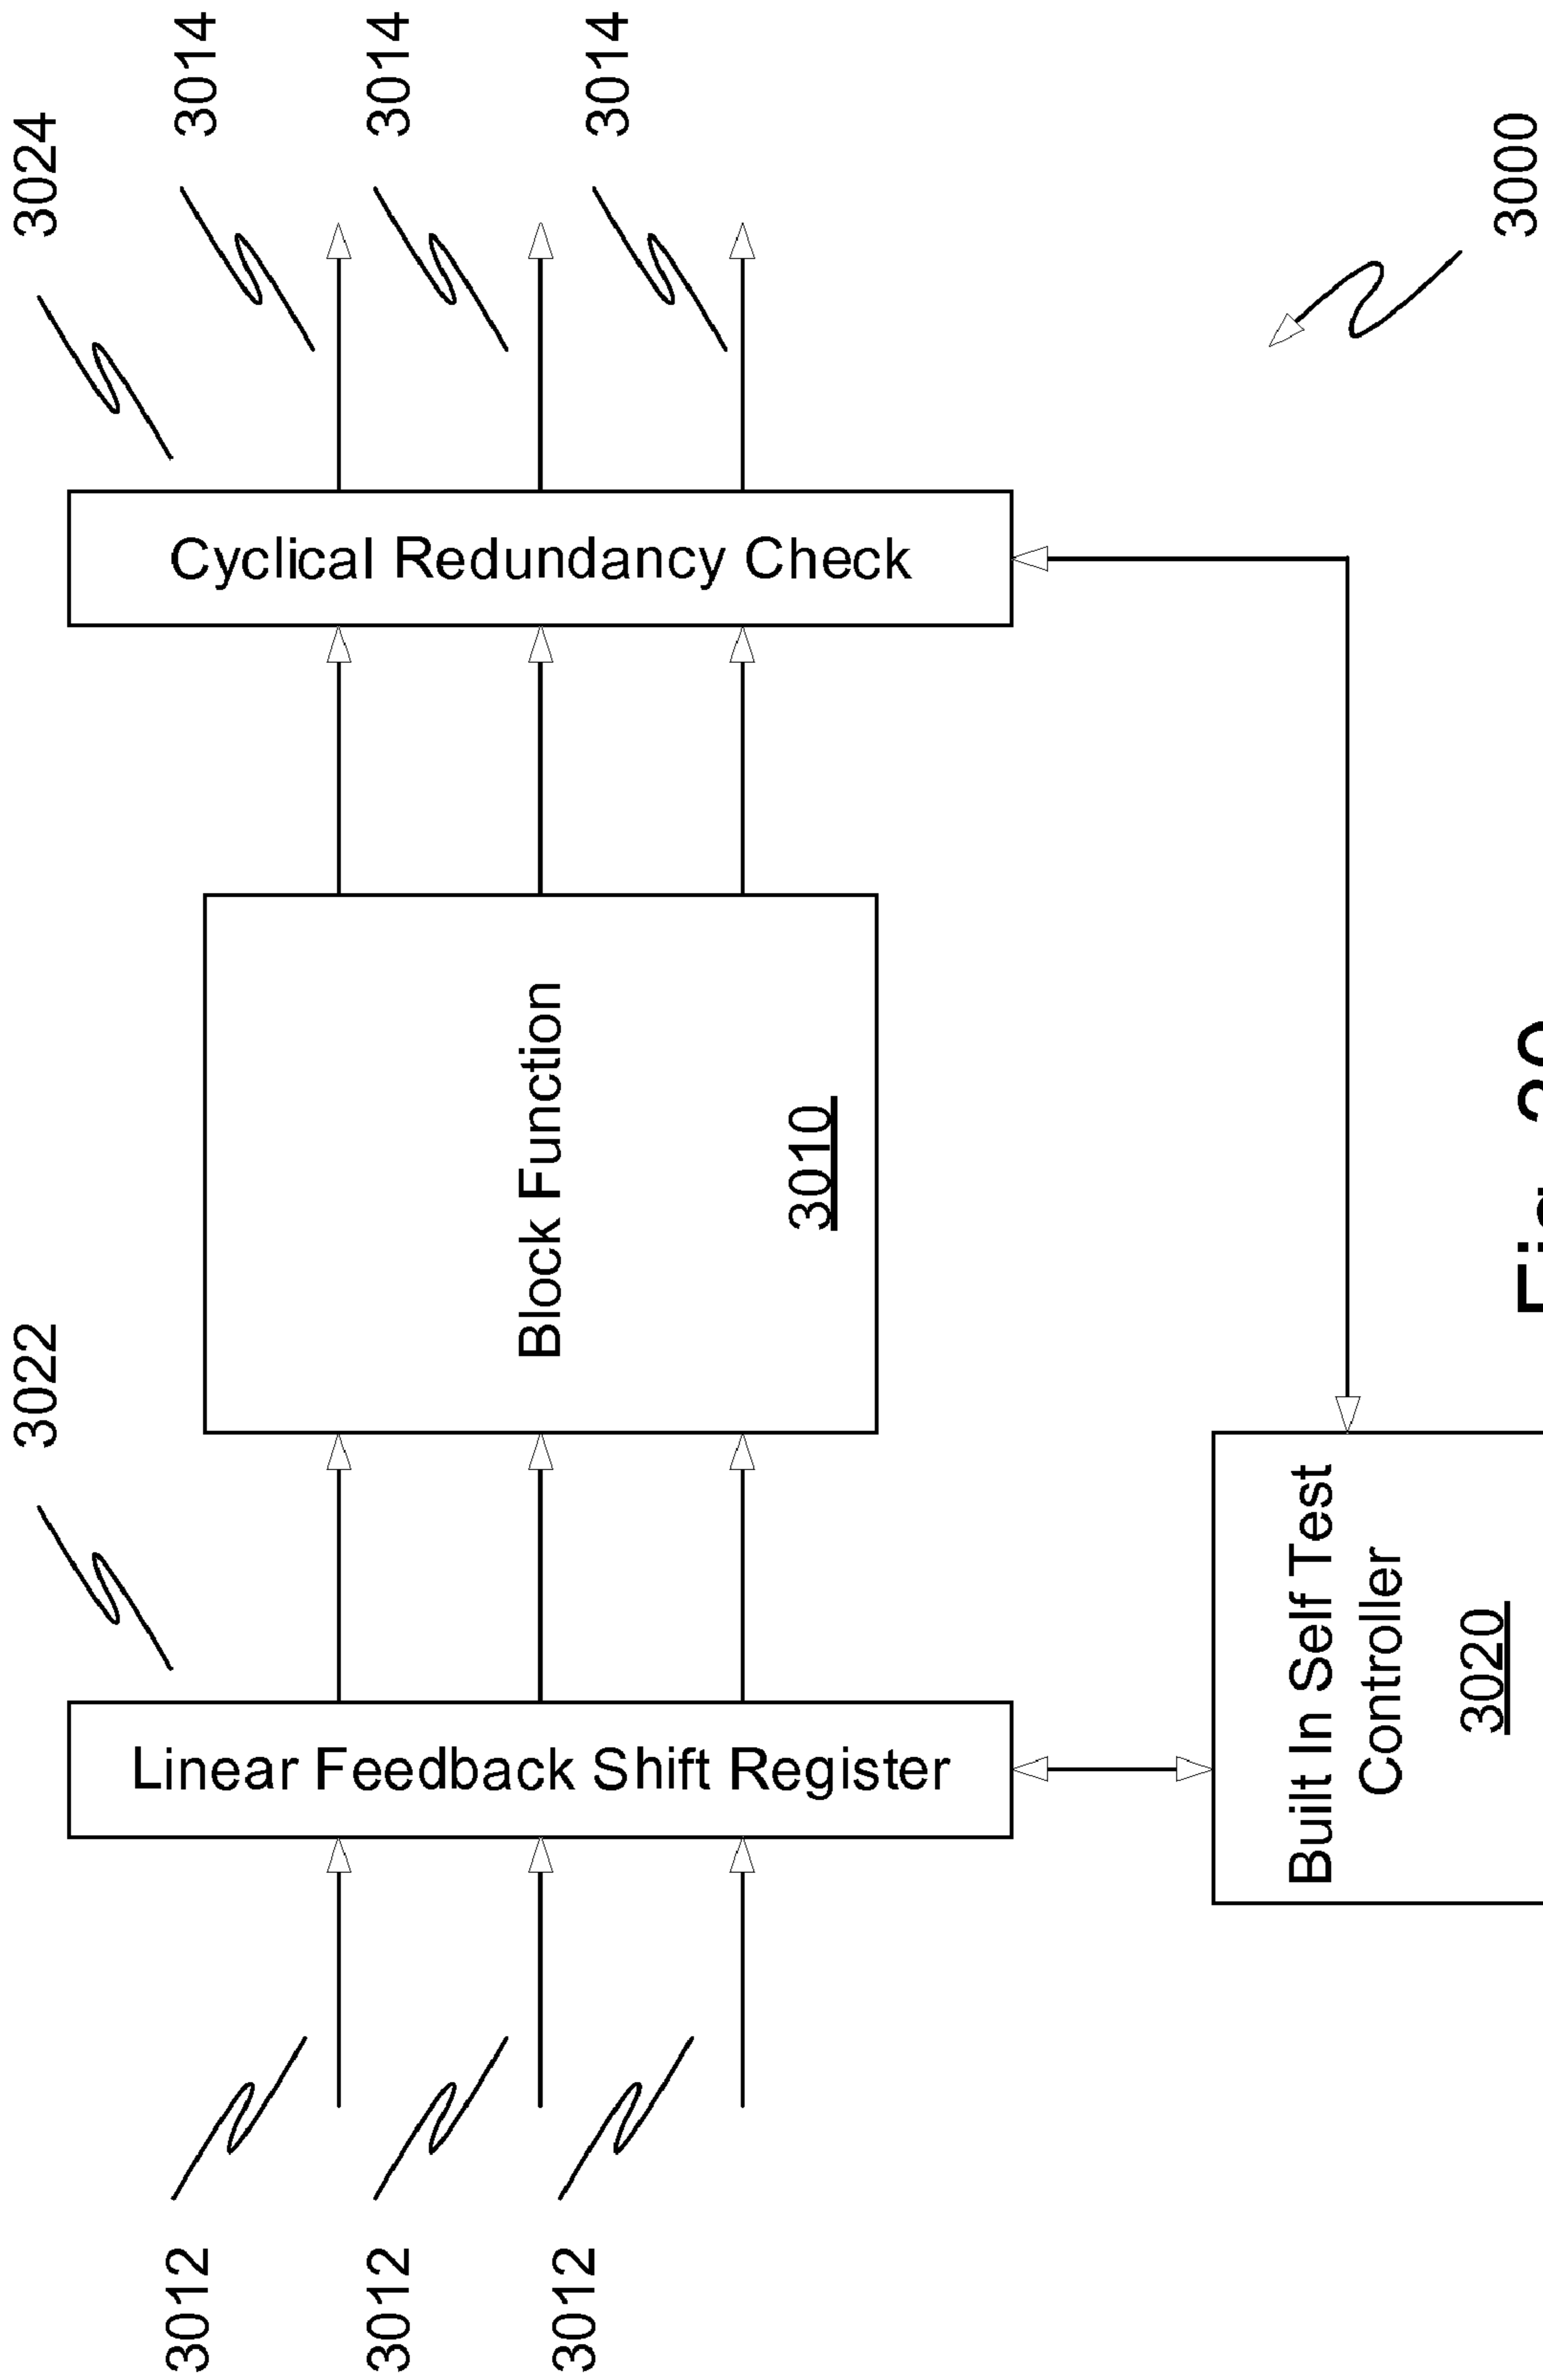 3022
3024
3012
3014
3012
3014
3012
3014
Linear Feedback Shift Register
Block Function
3010
Cyclical Redundancy Check
Built In Self Test
Controller
3020
3000
Fig.